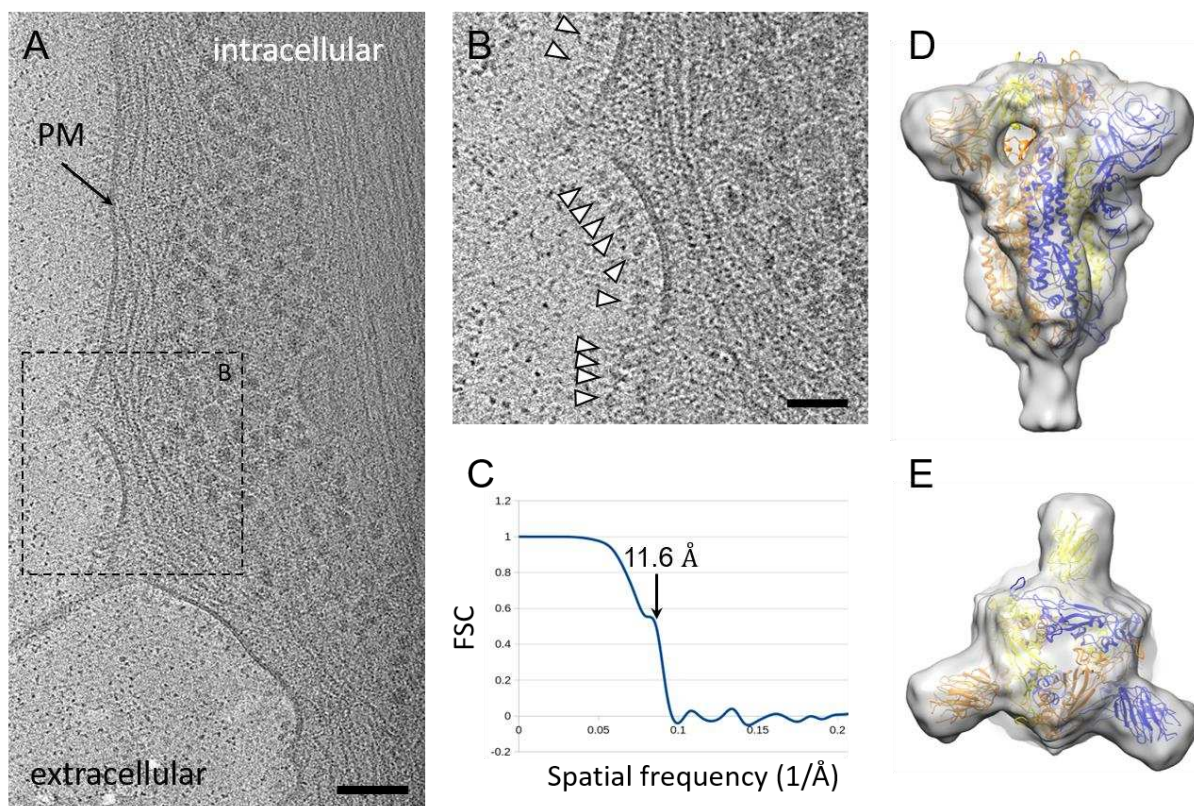 A
intracellular
PM
B
extracellular
B
C
1.2
1
0.8
0.6
0.4
0.2
0
-0.2
0
0.05
0.1
0.15
0.2
11.6 Å
FSC
Spatial frequency (1/Å)
D
E